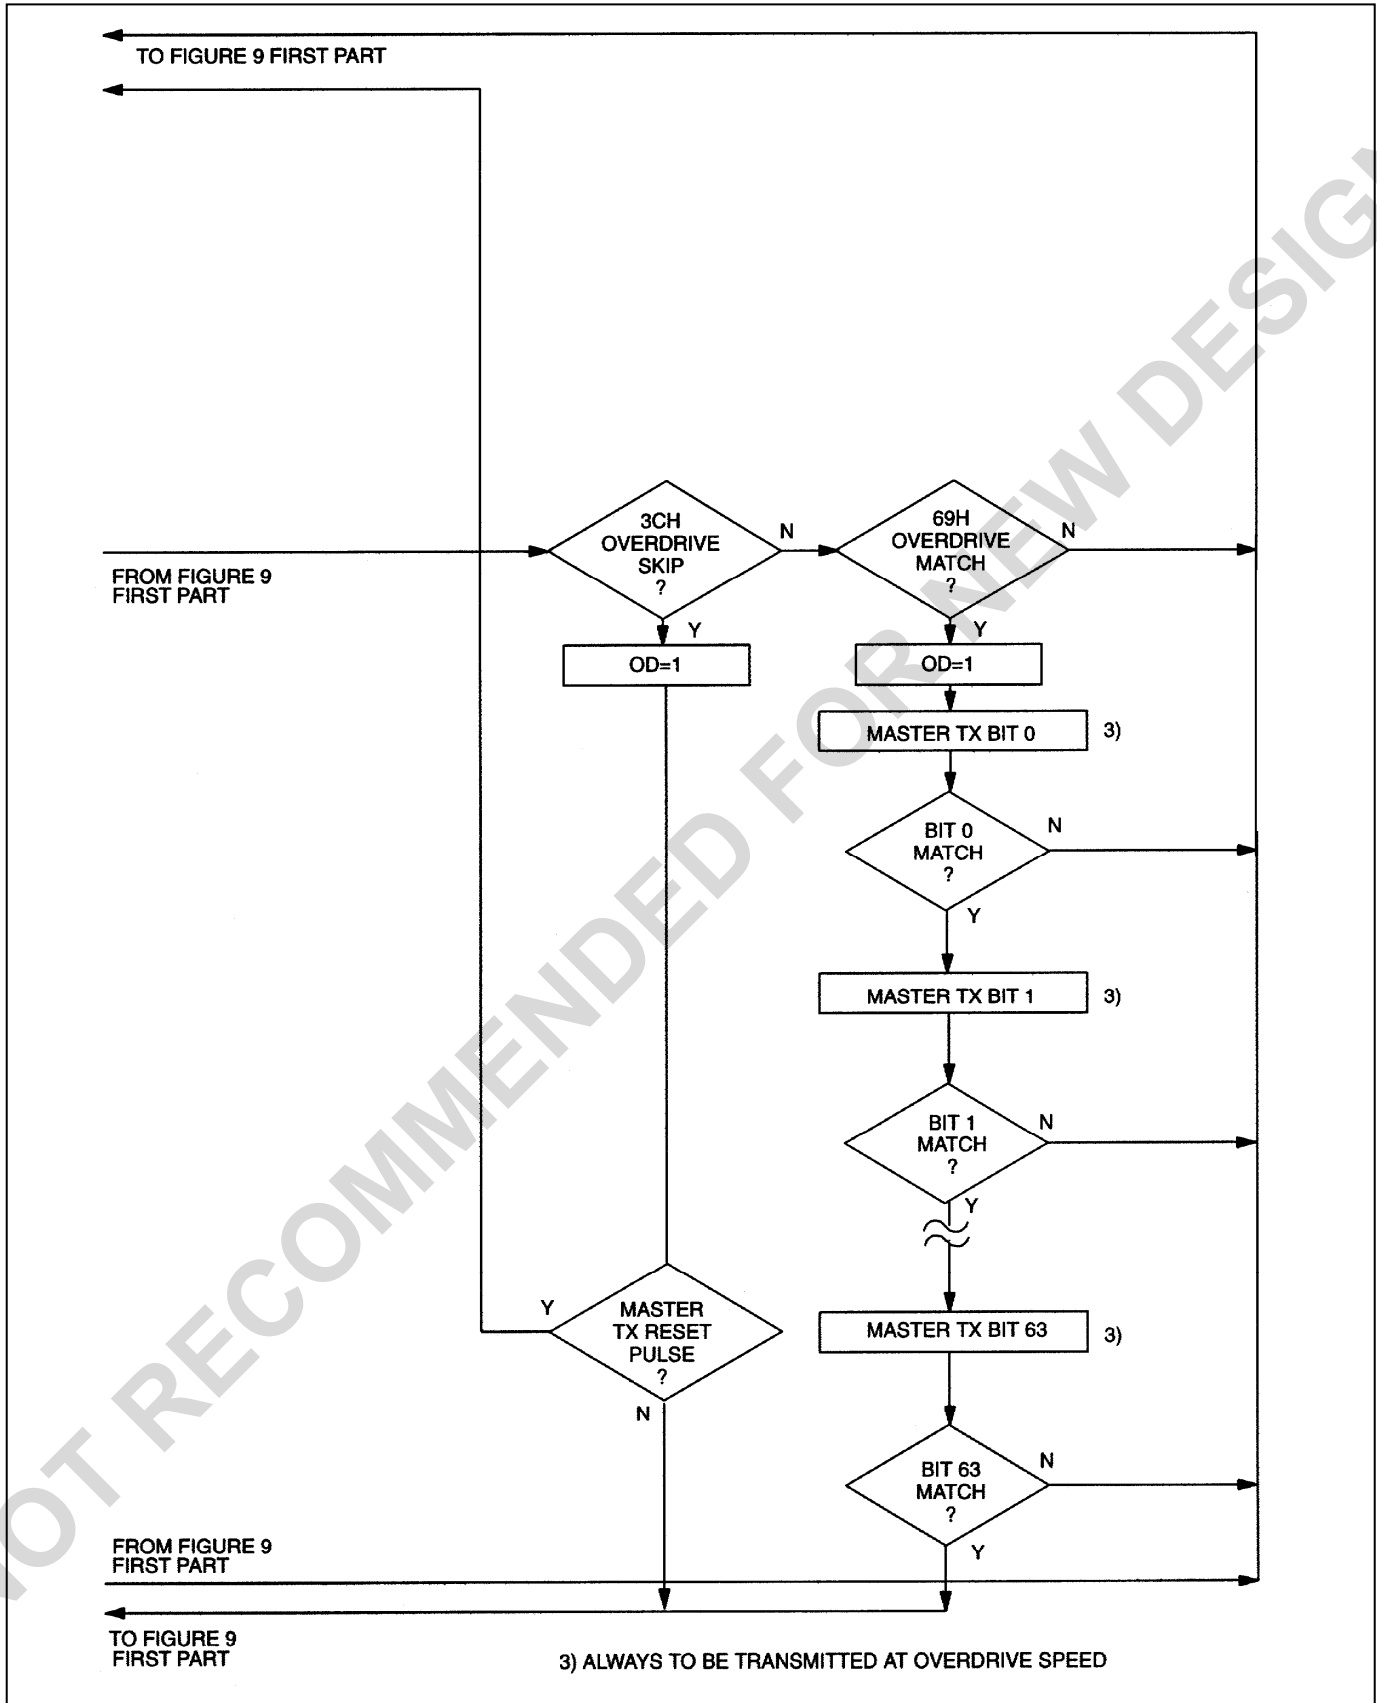 TO FIGURE 9 FIRST PART
3CH
OVERDRIVE
SKIP
?
N
69H
OVERDRIVE
MATCH
?
N
FROM FIGURE 9
FIRST PART
Y
Y
OD=1
OD=1
MASTER TX BIT 0
3)
BIT 0
MATCH
?
N
Y
MASTER TX BIT 1
3)
BIT 1
MATCH
?
N
Y
Y
MASTER
TX RESET
PULSE
?
N
MASTER TX BIT 63
3)
BIT 63
MATCH
?
N
Y
FROM FIGURE 9
FIRST PART
TO FIGURE 9
FIRST PART
3) ALWAYS TO BE TRANSMITTED AT OVERDRIVE SPEED
NOT RECOMMENDED FOR NEW DESIGN